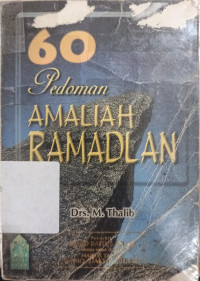 60
Pedoman
AMALIAH
RAMADLAN
Drs. M. Thalib